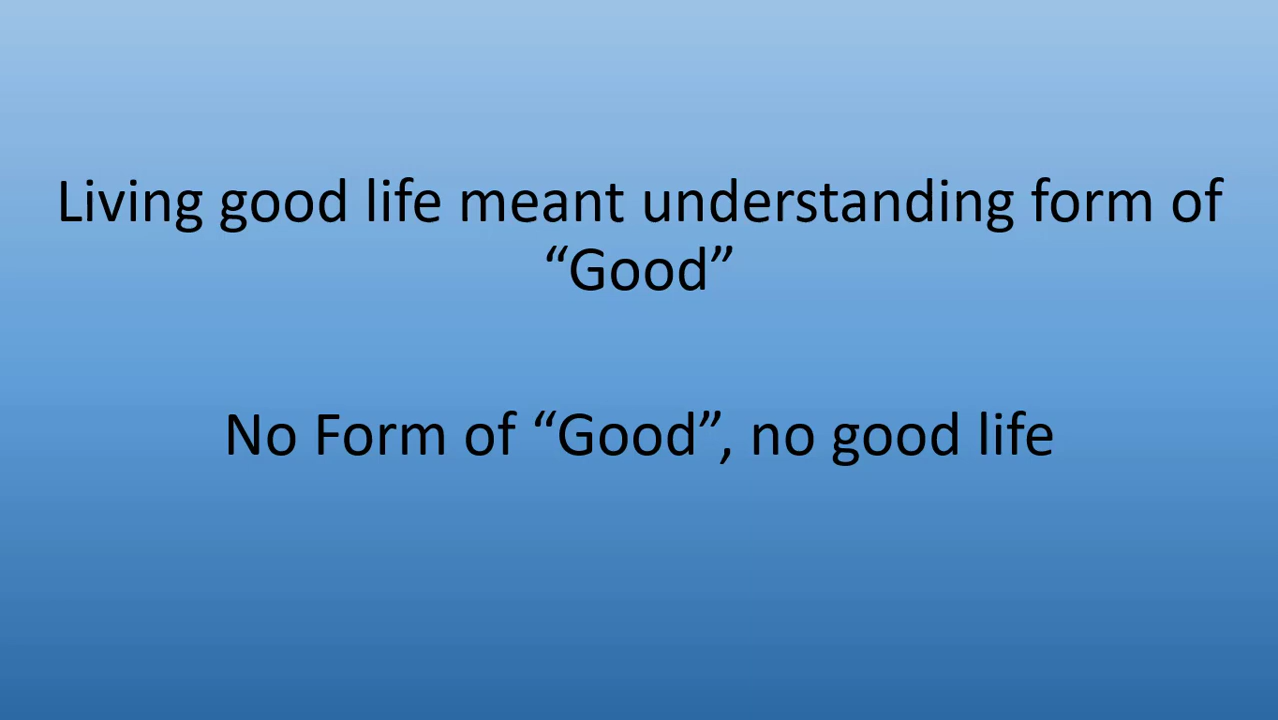 Living good life meant understanding form of
“Good”
No Form of “Good”, no good life